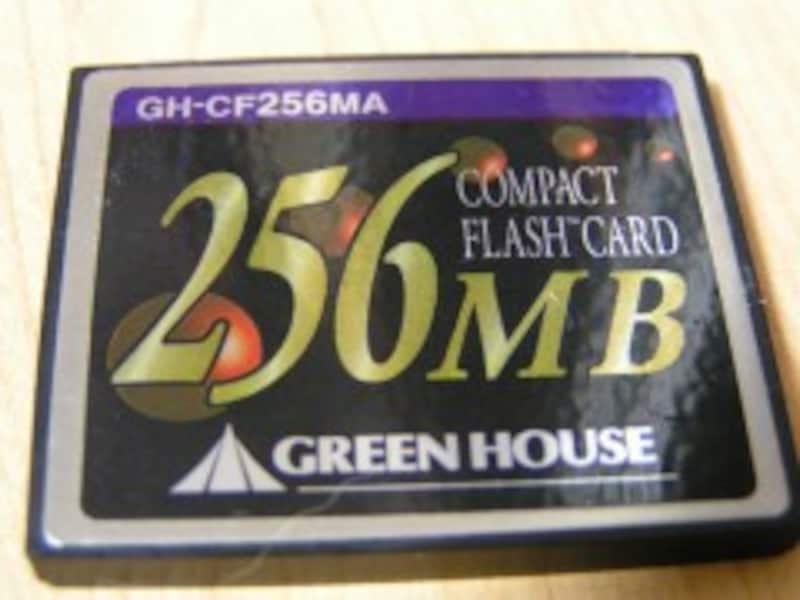 GH-CF256MA
COMPACT
FLASH™CARD
256MB
GREEN HOUSE